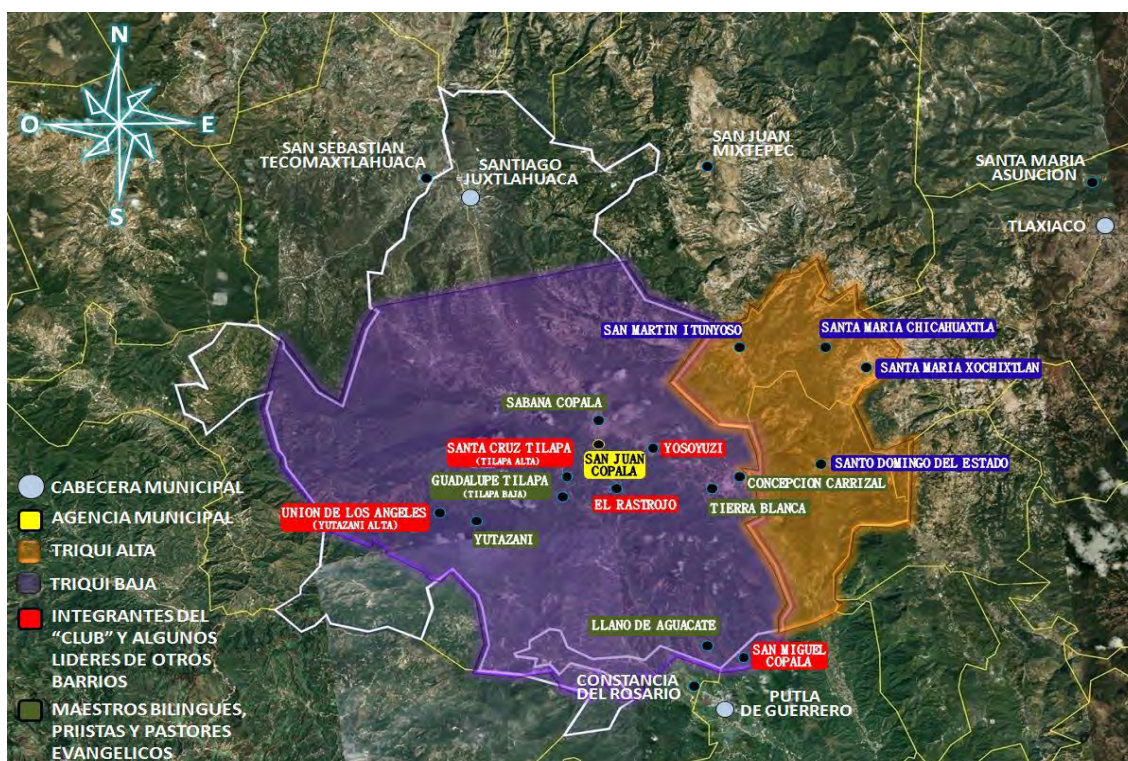 N
O
E
S
SAN SEBASTIAN
TECOMAXTLAHUACA
SANTIAGO
JUXTLAHUACA
SAN JUAN
MIXTEPEC
SANTA MARIA
ASUNCION
TLAXIACO
SAN MARTIN ITUNYOSO
SANTA MARIA CHICAHUAXTLA
SANTA MARIA XOCHIXTLAN
SABANA COPALA
SANTA CRUZ TILAPA
(TILAPA ALTA)
SAN JUAN
COPALA
YOSOYUZI
SANTO DOMINGO DEL ESTADO
GUADALUPE TILAPA
(TILAPA BAJA)
CONCEPCION CARRIZAL
EL RASTROJO
TIERRA BLANCA
UNION DE LOS ANGELES
(YUTAZANI ALTA)
YUTAZANI
LLANO DE AGUACATE
SAN MIGUEL
COPALA
CONSTANCIA
DEL ROSARIO
PUTLA
DE GUERRERO
CABECERA MUNICIPAL
AGENCIA MUNICIPAL
TRIQUI ALTA
TRIQUI BAJA
INTEGRANTES DEL
“CLUB” Y ALGUNOS
LIDERES DE OTROS
BARRIOS
MAESTROS BILINGUES,
PRIISTAS Y PASTORES
EVANGELICOS